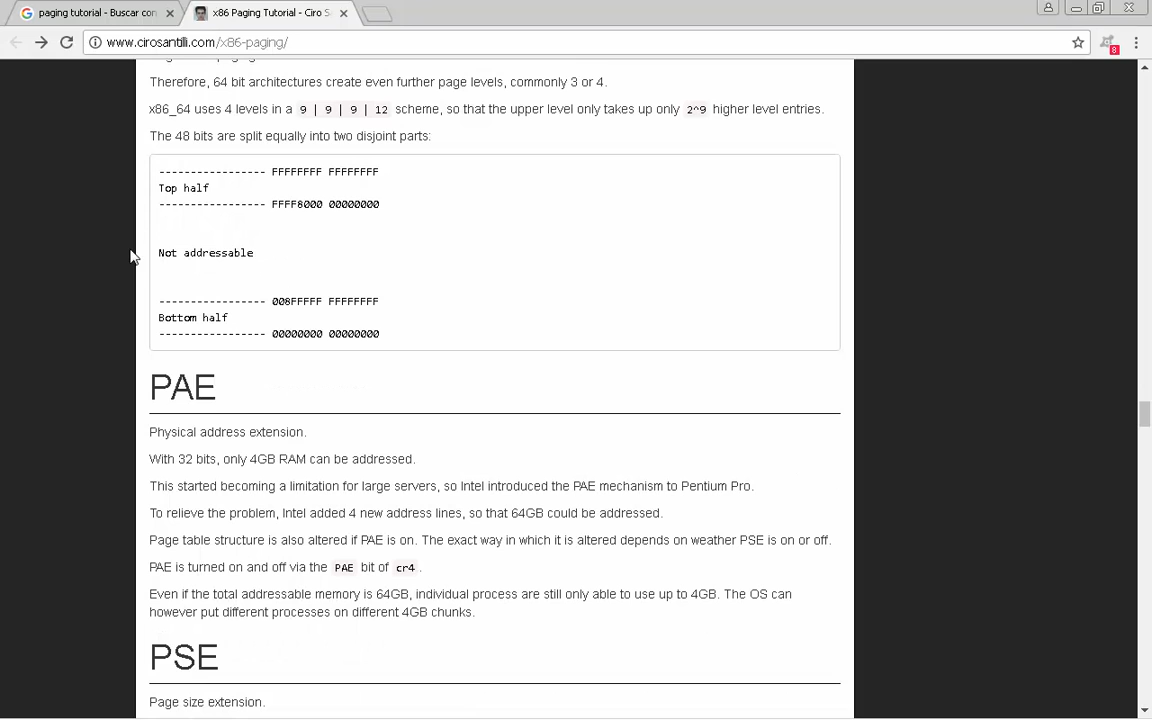 paging tutorial - Buscar con
x86 Paging Tutorial - Ciro S
www.cirosantilli.com/x86-paging/
8
Therefore, 64 bit architectures create even further page levels, commonly 3 or 4.
x86_64 uses 4 levels in a 9 | 9 | 9 | 12 scheme, so that the upper level only takes up only 2^9 higher level entries.
The 48 bits are split equally into two disjoint parts:
----------------- FFFFFFFF FFFFFFFF
Top half
----------------- FFFF8000 00000000
Not addressable
----------------- 008FFFFF FFFFFFFF
Bottom half
----------------- 00000000 00000000
PAE
Physical address extension.
With 32 bits, only 4GB RAM can be addressed.
This started becoming a limitation for large servers, so Intel introduced the PAE mechanism to Pentium Pro.
To relieve the problem, Intel added 4 new address lines, so that 64GB could be addressed.
Page table structure is also altered if PAE is on. The exact way in which it is altered depends on weather PSE is on or off.
PAE is turned on and off via the PAE bit of cr4 .
Even if the total addressable memory is 64GB, individual process are still only able to use up to 4GB. The OS can
however put different processes on different 4GB chunks.
PSE
Page size extension.